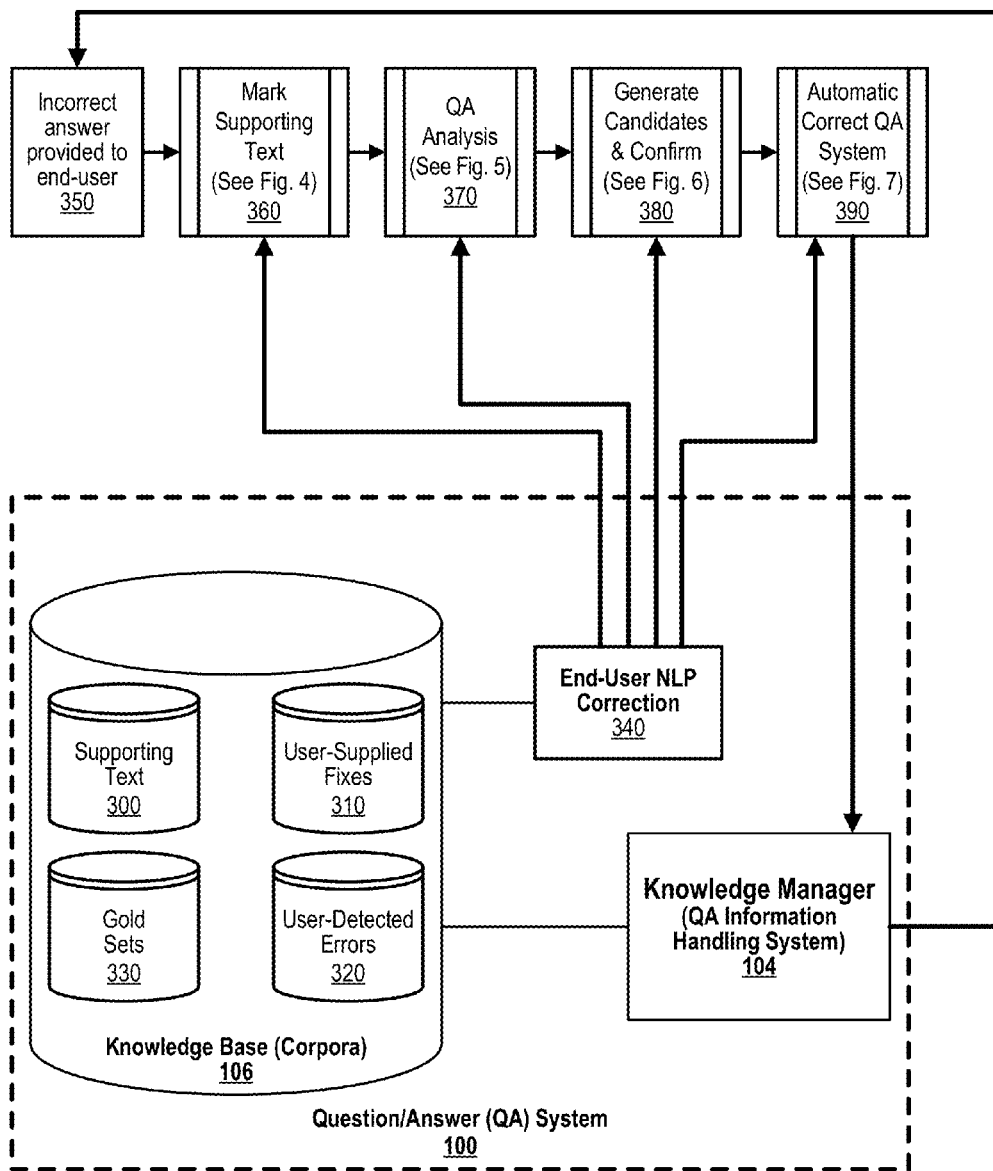 Incorrect
answer
provided to
end-user
350
Mark
Supporting
Text
(See Fig. 4)
360
QA
Analysis
(See Fig. 5)
370
Generate
Candidates
& Confirm
(See Fig. 6)
380
Automatic
Correct QA
System
(See Fig. 7)
390
End-User NLP
Correction
340
Supporting
Text
300
User-Supplied
Fixes
310
Gold
Sets
330
User-Detected
Errors
320
Knowledge Manager
(QA Information
Handling System)
104
Knowledge Base (Corpora)
106
Question/Answer (QA) System
100